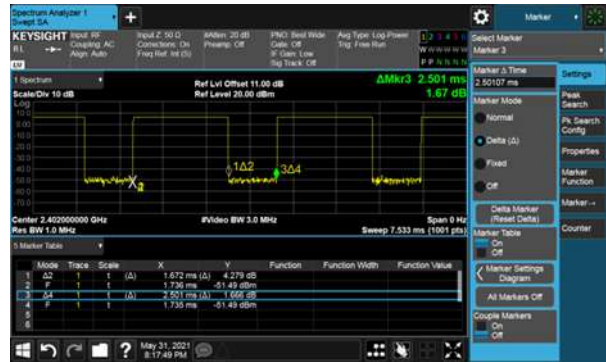 Spectrum Analyzer 1
Swept SA
+
Marker
KEYSIGHT Input: RF Input Z: 50 Ω #Atten: 20 dB PNO: Best Wide Avg Type: Log-Power 1 2 3 4 5 6
RL Coupling: AC Corrections: On Preamp: Off Gate: Off Trig: Free Run
Align: Auto Freq Ref: Int (S) IF Gain: Low
Sig Track: Off P P N N N N
Select Marker
Marker 3
1 Spectrum
Scale/Div 10 dB
Ref Lvl Offset 11.00 dB
Ref Level 20.00 dBm
ΔMkr3 2.501 ms
1.67 dB
Log
1Δ2
3Δ4
Center 2.402000000 GHz #Video BW 3.0 MHz Span 0 Hz
Res BW 1.0 MHz Sweep 7.533 ms (1001 pts)
5 Marker Table
Mode Trace Scale X Y Function Function Width Function Value
1 Δ2 1 t (Δ) 1.672 ms (Δ) 4.279 dB
2 F 1 t 1.736 ms -51.49 dBm
3 Δ4 1 t (Δ) 2.501 ms (Δ) 1.666 dB
4 F 1 t 1.735 ms -51.49 dBm
5
6
May 31, 2021
8:17:49 PM
Marker Δ Time
2.50107 ms
Marker Mode
Normal
Delta (Δ)
Fixed
Off
Delta Marker
(Reset Delta)
Marker Table
On
Off
Marker Settings
Diagram
All Markers Off
Couple Markers
On
Off
Settings
Peak
Search
Pk Search
Config
Properties
Marker
Function
Marker→
Counter